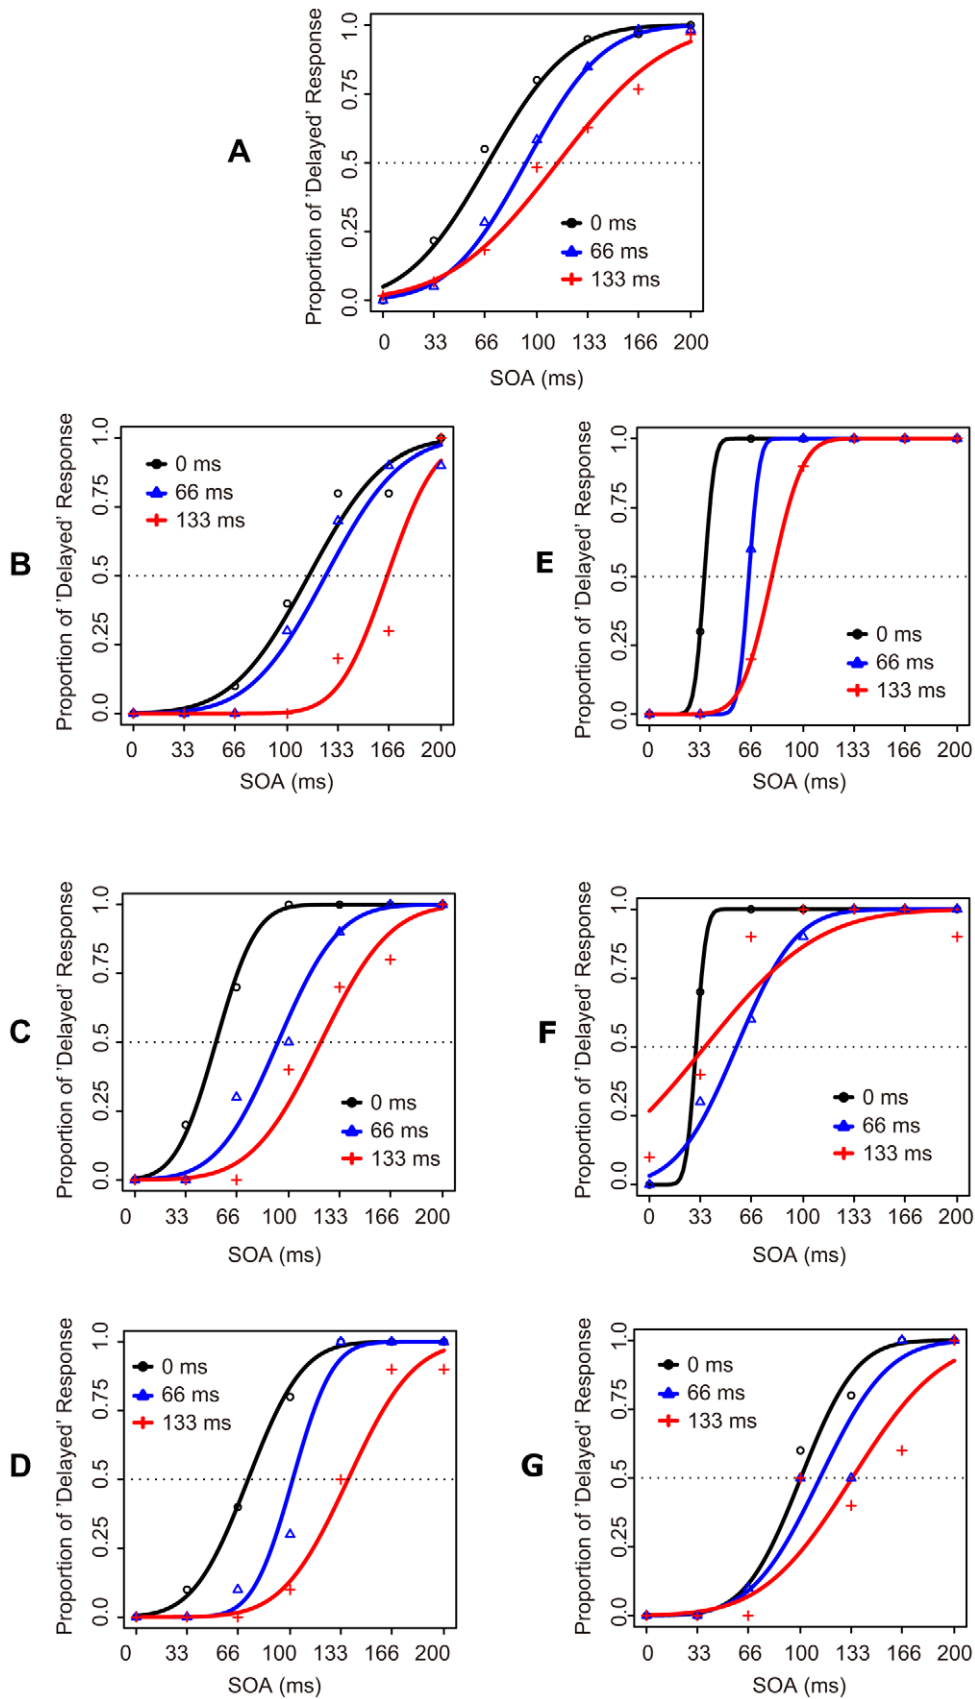 A
Proportion of 'Delayed' Response
1.0
0.75
0.5
0.25
0.0
0 ms
66 ms
133 ms
0 33 66 100 133 166 200
SOA (ms)
B
Proportion of 'Delayed' Response
1.0
0.75
0.5
0.25
0.0
0 ms
66 ms
133 ms
0 33 66 100 133 166 200
SOA (ms)
E
Proportion of 'Delayed' Response
1.0
0.75
0.5
0.25
0.0
0 ms
66 ms
133 ms
0 33 66 100 133 166 200
SOA (ms)
C
Proportion of 'Delayed' Response
1.0
0.75
0.5
0.25
0.0
0 ms
66 ms
133 ms
0 33 66 100 133 166 200
SOA (ms)
F
Proportion of 'Delayed' Response
1.0
0.75
0.5
0.25
0.0
0 ms
66 ms
133 ms
0 33 66 100 133 166 200
SOA (ms)
D
Proportion of 'Delayed' Response
1.0
0.75
0.5
0.25
0.0
0 ms
66 ms
133 ms
0 33 66 100 133 166 200
SOA (ms)
G
Proportion of 'Delayed' Response
1.0
0.75
0.5
0.25
0.0
0 ms
66 ms
133 ms
0 33 66 100 133 166 200
SOA (ms)